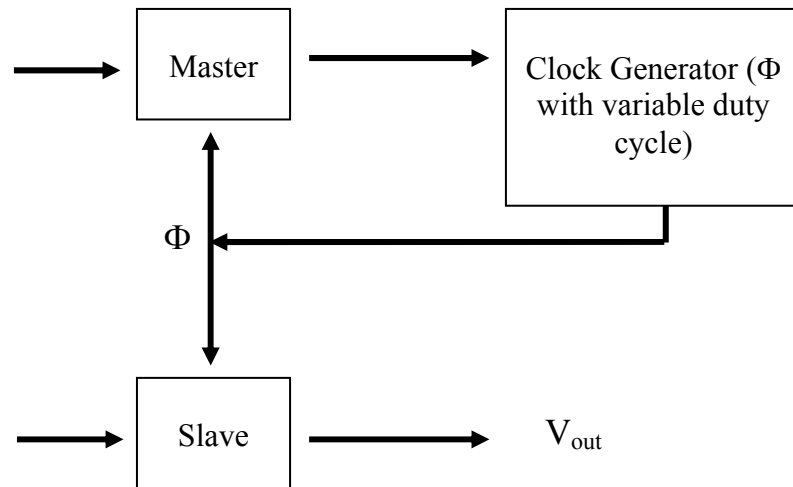 Master
Clock Generator (Φ
with variable duty
cycle)
Φ
Slave
Vout